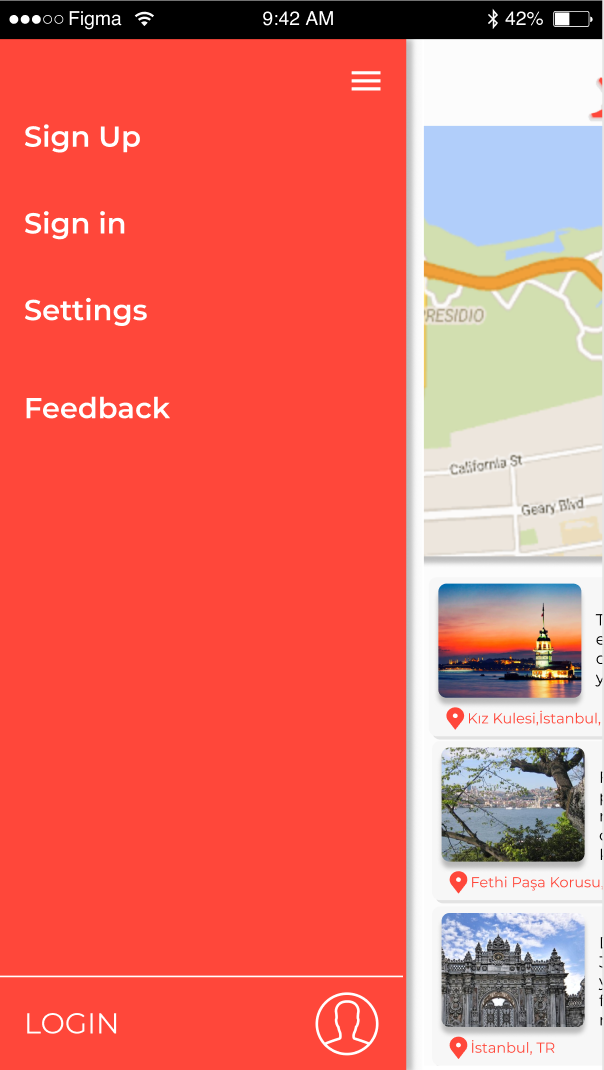 Figma 9:42 AM 42%
Sign Up
Sign in
Settings
Feedback
LOGIN
PRESIDIO
California St
Geary Blvd
Kız Kulesi,İstanbul,
Fethi Paşa Korusu,
İstanbul, TR